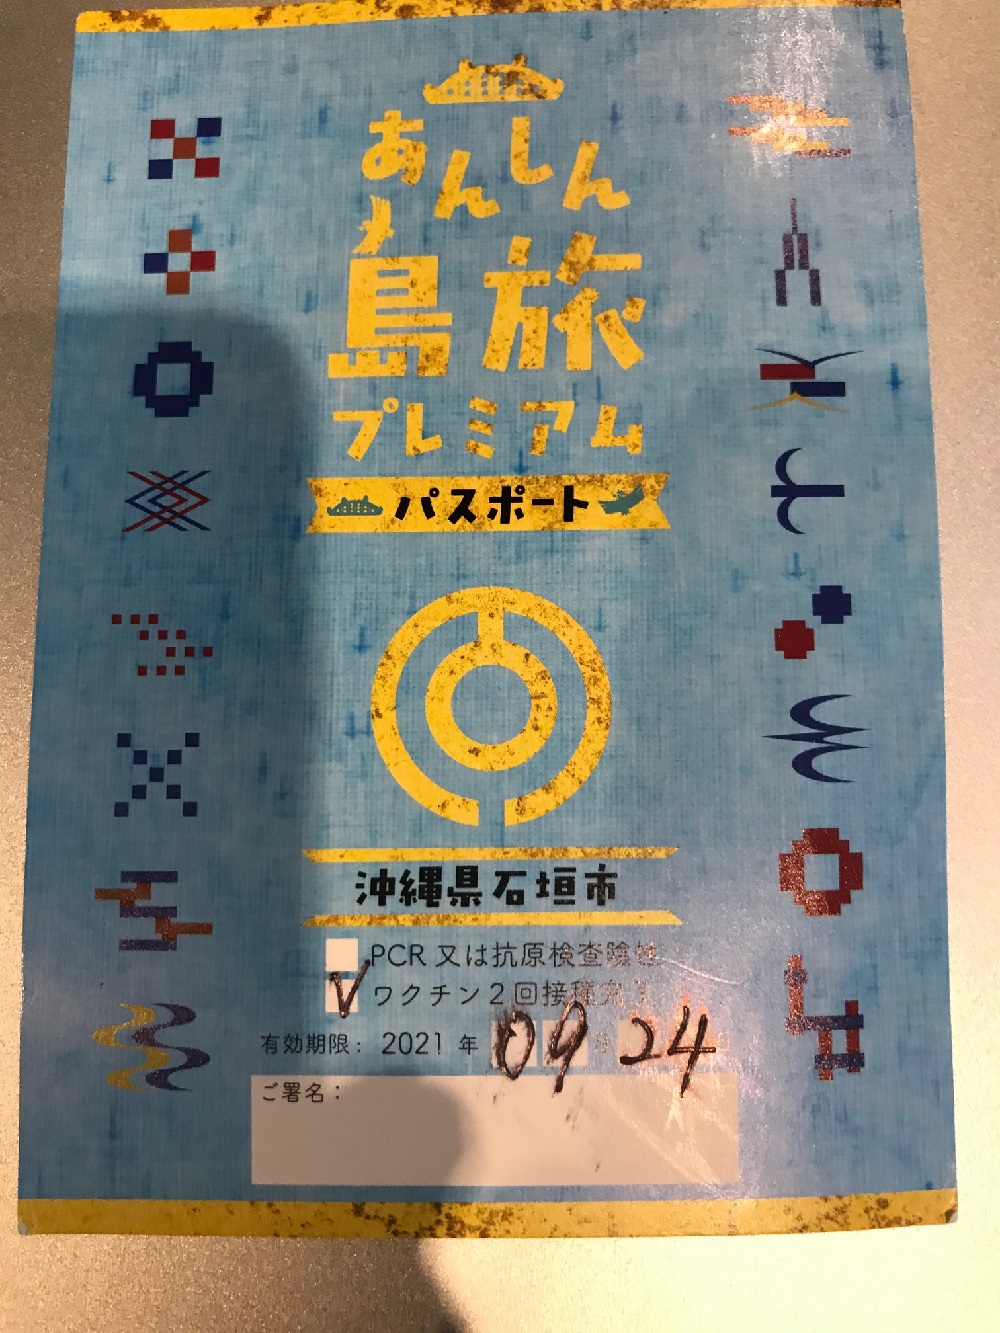 あんしん
島旅
プレミアム
パスポート
沖縄県石垣市
PCR 又は抗原検査陰性
ワクチン2回接種完了
有効期限： 2021 年 09 月 24
ご署名：